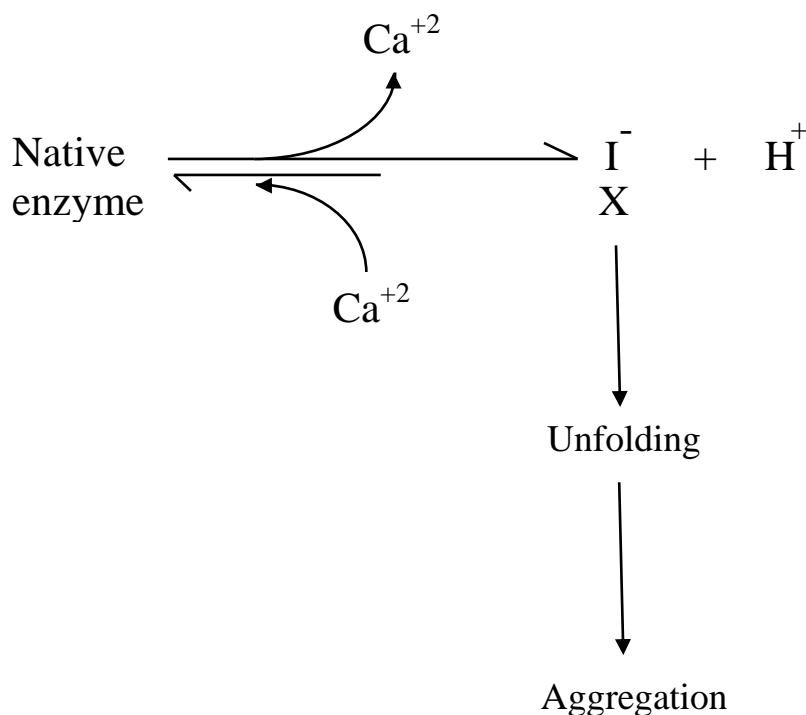 Ca+2
Native
enzyme
I- + H+
X
Ca+2
Unfolding
Aggregation